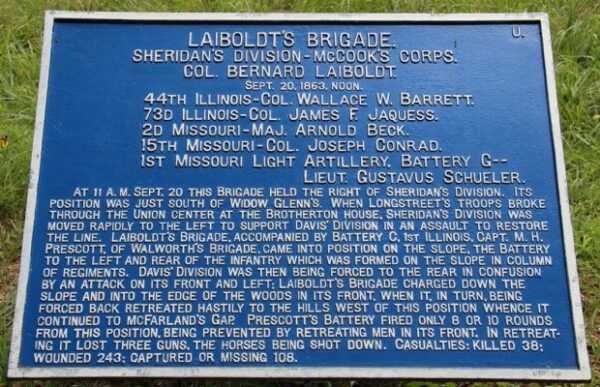 U.
LAIBOLDT'S BRIGADE.
SHERIDAN'S DIVISION-McCOOK'S CORPS.
COL. BERNARD LAIBOLDT.
SEPT. 20, 1863, NOON.
44TH ILLINOIS-COL. WALLACE W. BARRETT.
73D ILLINOIS-COL. JAMES F. JAQUESS.
2D MISSOURI-MAJ. ARNOLD BECK.
15TH MISSOURI-COL. JOSEPH CONRAD.
1ST MISSOURI LIGHT ARTILLERY, BATTERY G--
LIEUT. GUSTAVUS SCHUELER.
AT 11 A.M. SEPT. 20 THIS BRIGADE HELD THE RIGHT OF SHERIDAN'S DIVISION. ITS
POSITION WAS JUST SOUTH OF WIDOW GLENN'S. WHEN LONGSTREET'S TROOPS BROKE
THROUGH THE UNION CENTER AT THE BROTHERTON HOUSE, SHERIDAN'S DIVISION WAS
MOVED RAPIDLY TO THE LEFT TO SUPPORT DAVIS' DIVISION IN AN ASSAULT TO RESTORE
THE LINE. LAIBOLDT'S BRIGADE, ACCOMPANIED BY BATTERY C, 1ST ILLINOIS, CAPT. M. H.
PRESCOTT, OF WALWORTH'S BRIGADE, CAME INTO POSITION ON THE SLOPE, THE BATTERY
TO THE LEFT AND REAR OF THE INFANTRY WHICH WAS FORMED ON THE SLOPE IN COLUMN
OF REGIMENTS. DAVIS' DIVISION WAS THEN BEING FORCED TO THE REAR IN CONFUSION
BY AN ATTACK ON ITS FRONT AND LEFT; LAIBOLDT'S BRIGADE CHARGED DOWN THE
SLOPE AND INTO THE EDGE OF THE WOODS IN ITS FRONT, WHEN IT, IN TURN, BEING
FORCED BACK RETREATED HASTILY TO THE HILLS WEST OF THIS POSITION WHENCE IT
CONTINUED TO McFARLAND'S GAP. PRESCOTT'S BATTERY FIRED ONLY 8 OR 10 ROUNDS
FROM THIS POSITION, BEING PREVENTED BY RETREATING MEN IN ITS FRONT. IN RETREAT-
ING IT LOST THREE GUNS, THE HORSES BEING SHOT DOWN. CASUALTIES: KILLED 38;
WOUNDED 243; CAPTURED OR MISSING 108.